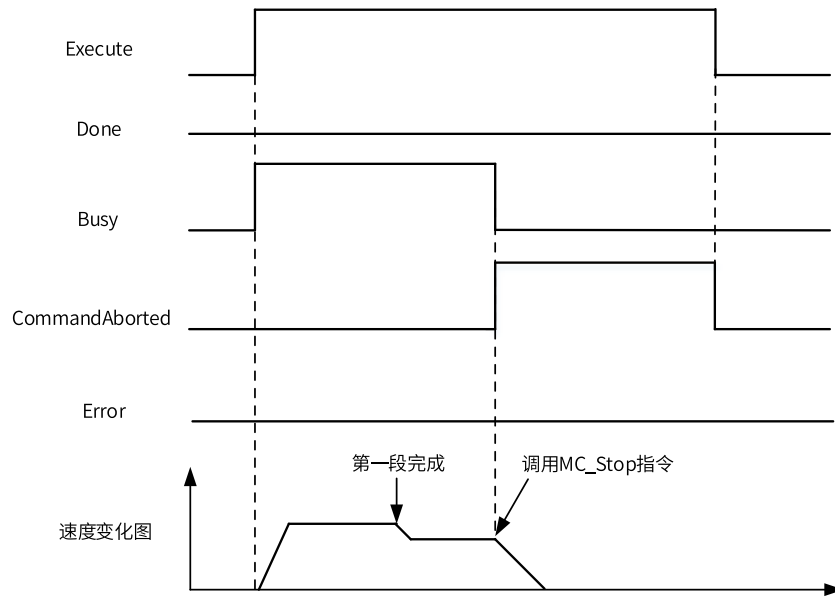 Execute
Done
Busy
CommandAborted
Error
第一段完成
调用MC_Stop指令
速度变化图